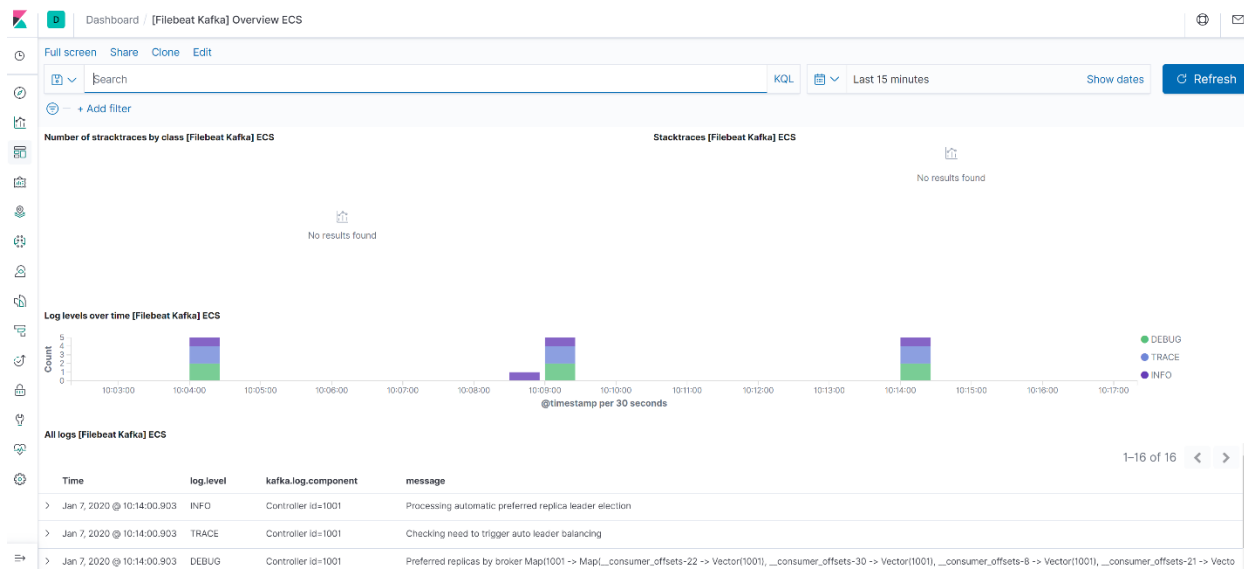 D Dashboard / [Filebeat Kafka] Overview ECS
Full screen Share Clone Edit
Search KQL Last 15 minutes Show dates Refresh
+ Add filter
Number of stracktraces by class [Filebeat Kafka] ECS
Stacktraces [Filebeat Kafka] ECS
No results found
No results found
Log levels over time [Filebeat Kafka] ECS
5
4
3
2
1
0
Count
10:03:00 10:04:00 10:05:00 10:06:00 10:07:00 10:08:00 10:09:00 10:10:00 10:11:00 10:12:00 10:13:00 10:14:00 10:15:00 10:16:00 10:17:00
@timestamp per 30 seconds
DEBUG
TRACE
INFO
All logs [Filebeat Kafka] ECS
1–16 of 16
Time log.level kafka.log.component message
Jan 7, 2020 @ 10:14:00.903 INFO Controller id=1001 Processing automatic preferred replica leader election
Jan 7, 2020 @ 10:14:00.903 TRACE Controller id=1001 Checking need to trigger auto leader balancing
Jan 7, 2020 @ 10:14:00.903 DEBUG Controller id=1001 Preferred replicas by broker Map(1001 -> Map(__consumer_offsets-22 -> Vector(1001), __consumer_offsets-30 -> Vector(1001), __consumer_offsets-8 -> Vector(1001), __consumer_offsets-21 -> Vecto